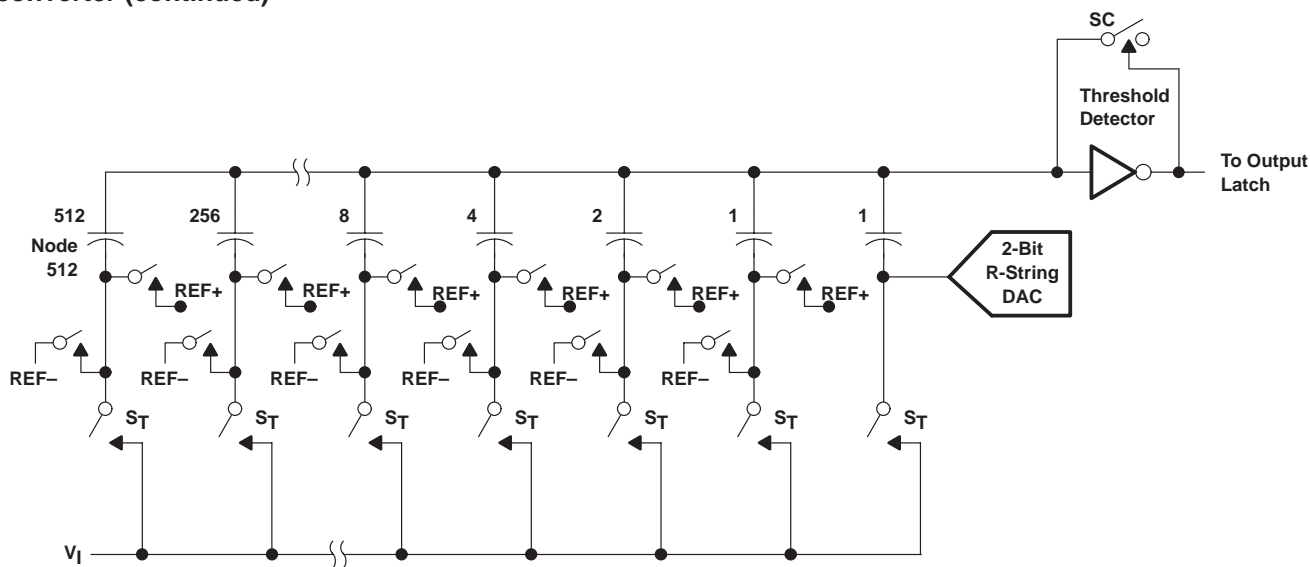 converter (continued)
SC
Threshold
Detector
To Output
Latch
512
256
8
4
2
1
1
Node
512
2-Bit
R-String
DAC
REF+
REF+
REF+
REF+
REF+
REF+
REF–
REF–
REF–
REF–
REF–
REF–
ST
ST
ST
ST
ST
ST
ST
VI